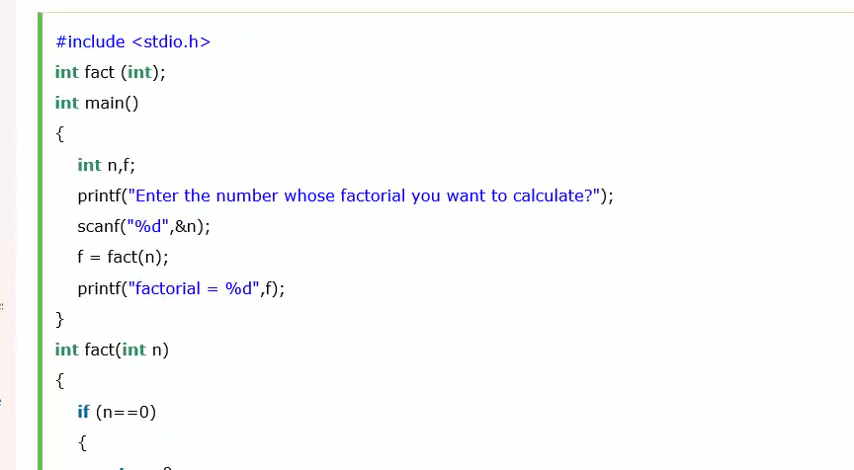 #include <stdio.h>
int fact (int);
int main()
{
int n,f;
printf("Enter the number whose factorial you want to calculate?");
scanf("%d",&n);
f = fact(n);
printf("factorial = %d",f);
}
int fact(int n)
{
if (n==0)
{